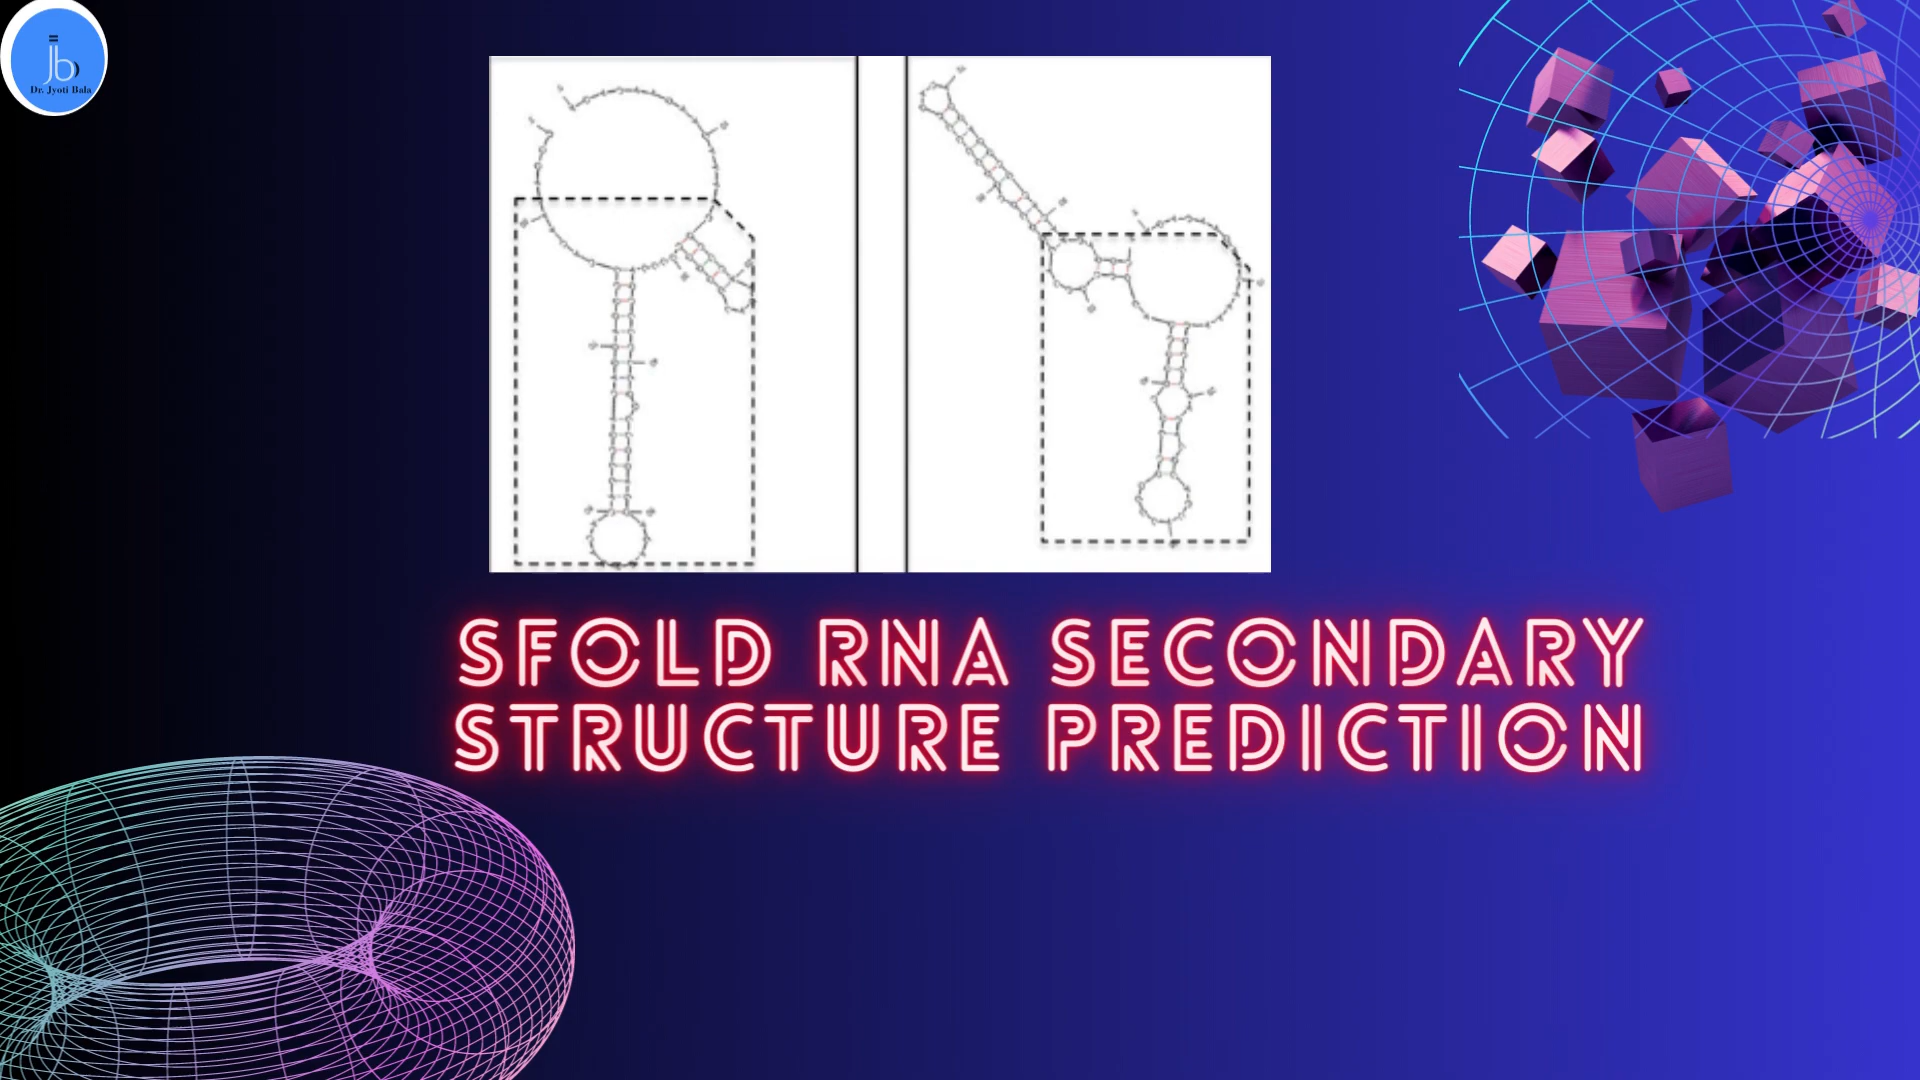 Dr. Jyoti Bala
SFOLD RNA SECONDARY
STRUCTURE PREDICTION